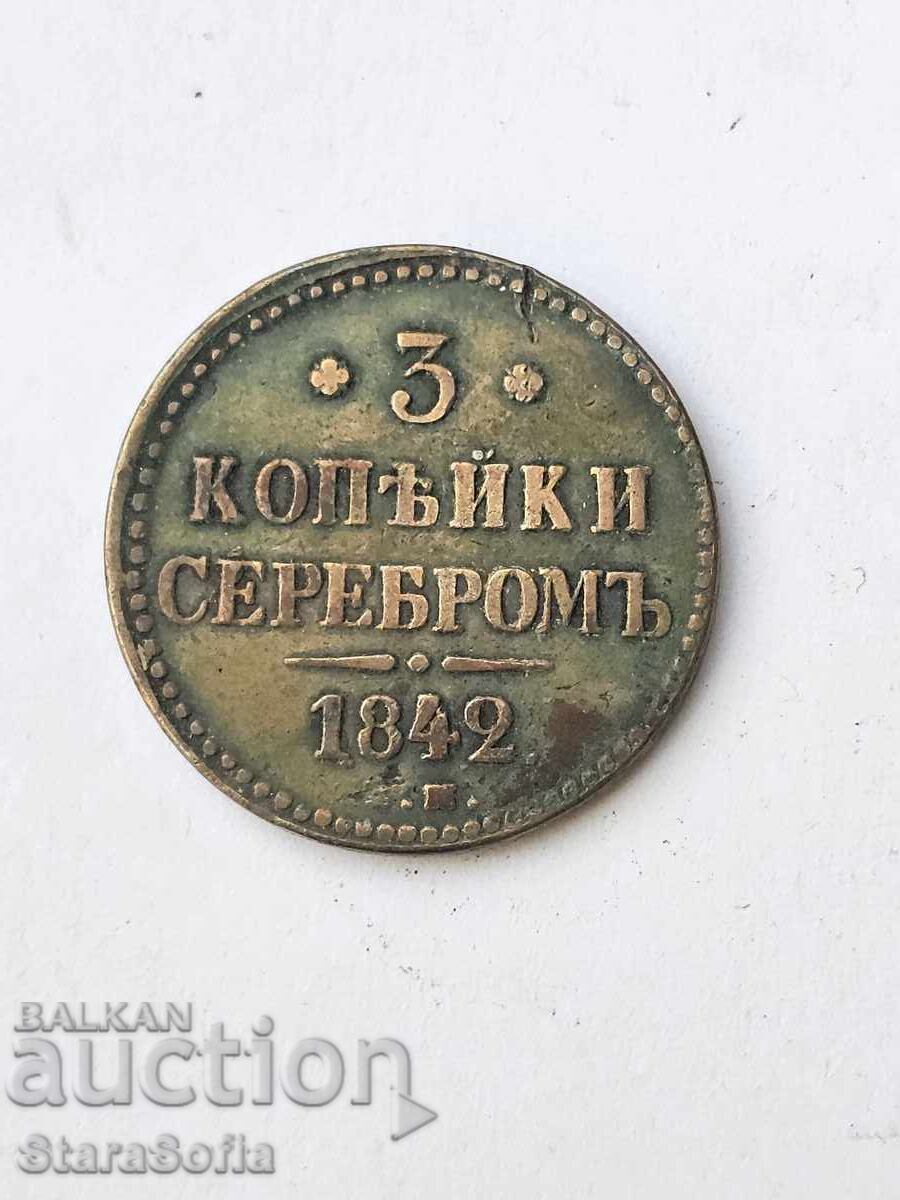 3
КОПѢЙКИ
СЕРЕБРОМЪ
1842
BALKAN
auction
StaraSofia